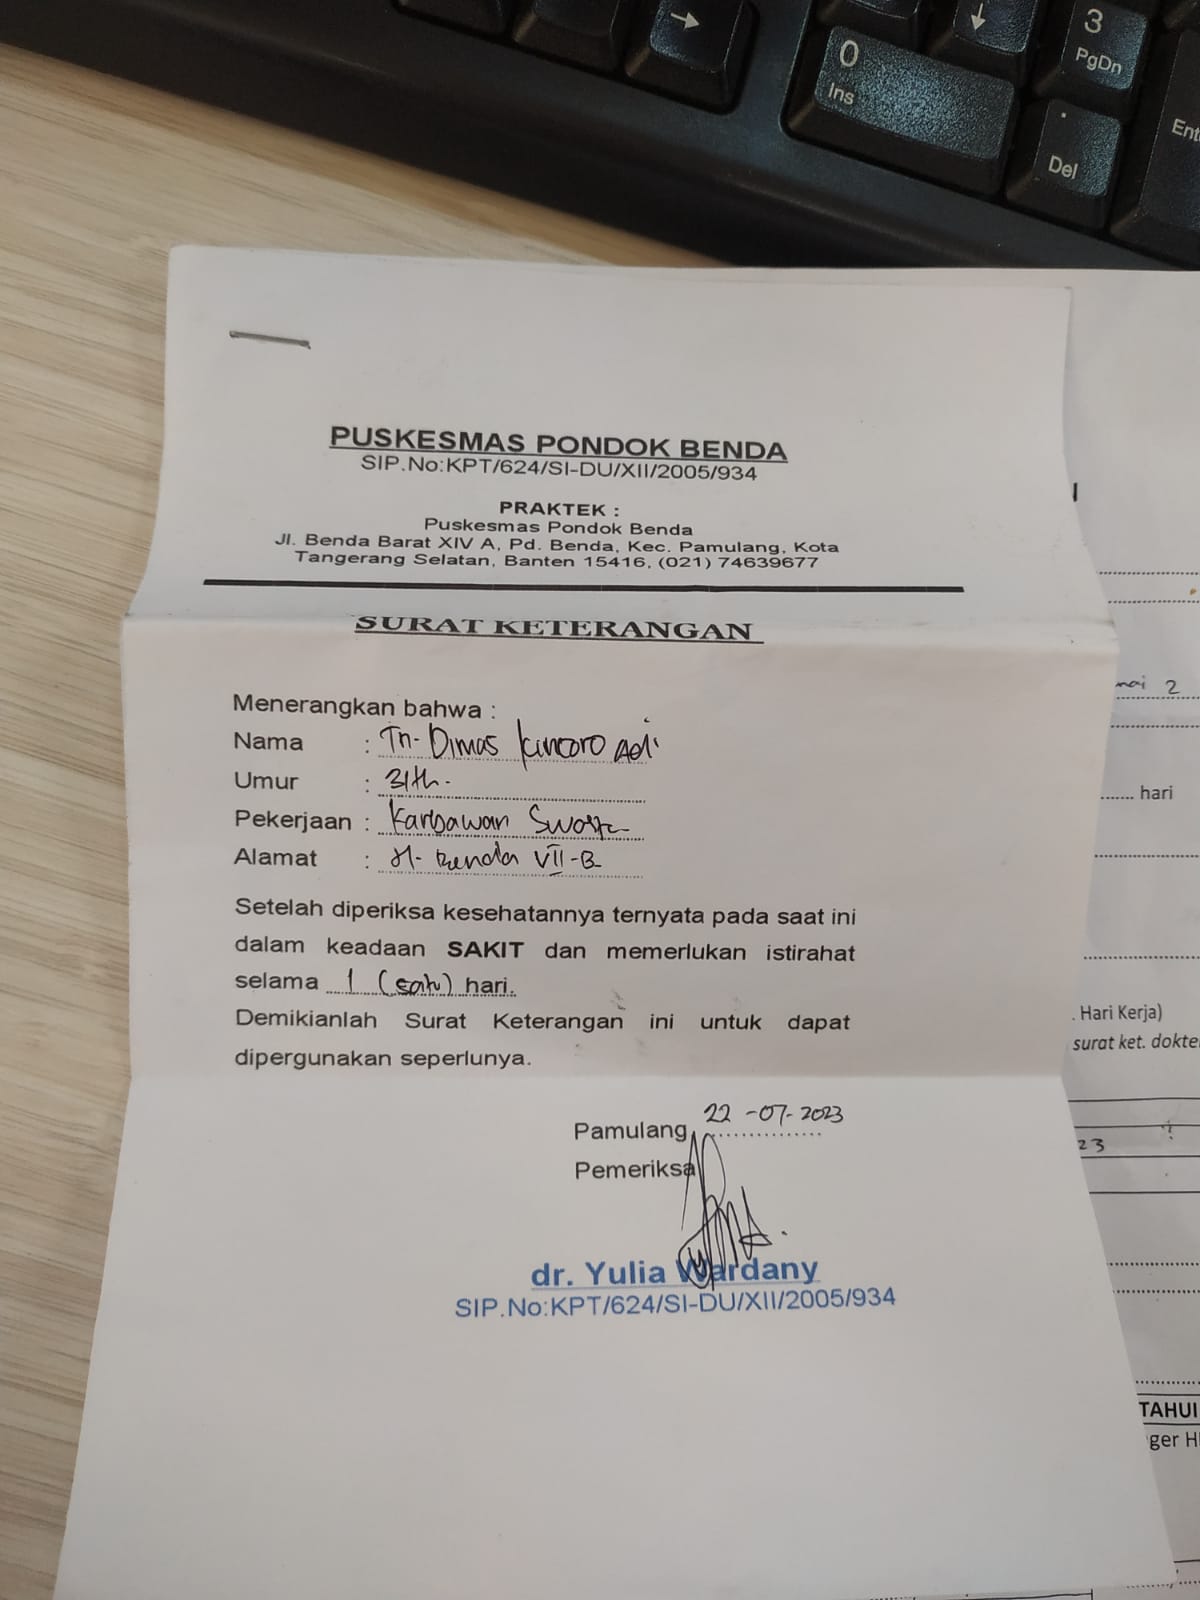 →
↓
3
PgDn
0
Ins
.
Del
Ent
PUSKESMAS PONDOK BENDA
SIP.No:KPT/624/SI-DU/XII/2005/934
PRAKTEK :
Puskesmas Pondok Benda
Jl. Benda Barat XIV A, Pd. Benda, Kec. Pamulang, Kota
Tangerang Selatan, Banten 15416, (021) 74639677
SURAT KETERANGAN
Menerangkan bahwa :
Nama : Tn. Dimas Kuncoro Adi
Umur : 31th.
Pekerjaan : Karyawan Swasta
Alamat : Jl. Benda VII-B
Setelah diperiksa kesehatannya ternyata pada saat ini
dalam keadaan SAKIT dan memerlukan istirahat
selama 1 (satu) hari.
Demikianlah Surat Keterangan ini untuk dapat
dipergunakan seperlunya.
Pamulang, 22-07-2023
Pemeriksa
dr. Yulia Wardany
SIP.No:KPT/624/SI-DU/XII/2005/934
mai 2
hari
. Hari Kerja)
surat ket. dokte
23
TAHUI
ger H